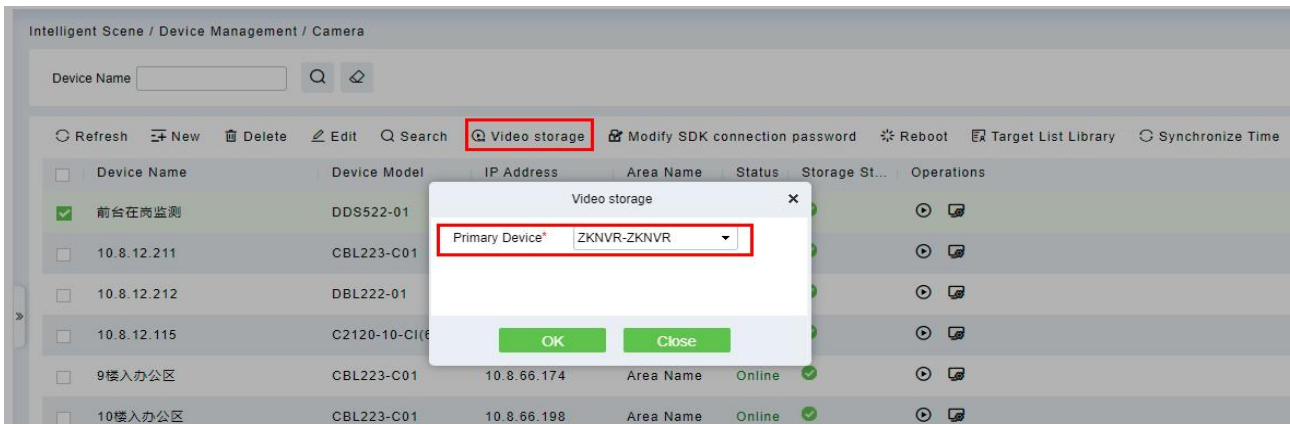 Intelligent Scene / Device Management / Camera
Device Name
Refresh New Delete Edit Search Video storage Modify SDK connection password Reboot Target List Library Synchronize Time
Device Name Device Model IP Address Area Name Status Storage St... Operations
Video storage
前台在岗监测 DDS522-01
Primary Device* ZKNVR-ZKNVR
10.8.12.211 CBL223-C01
10.8.12.212 DBL222-01
10.8.12.115 C2120-10-CI(6
OK Close
9楼入办公区 CBL223-C01 10.8.66.174 Area Name Online
10楼入办公区 CBL223-C01 10.8.66.198 Area Name Online